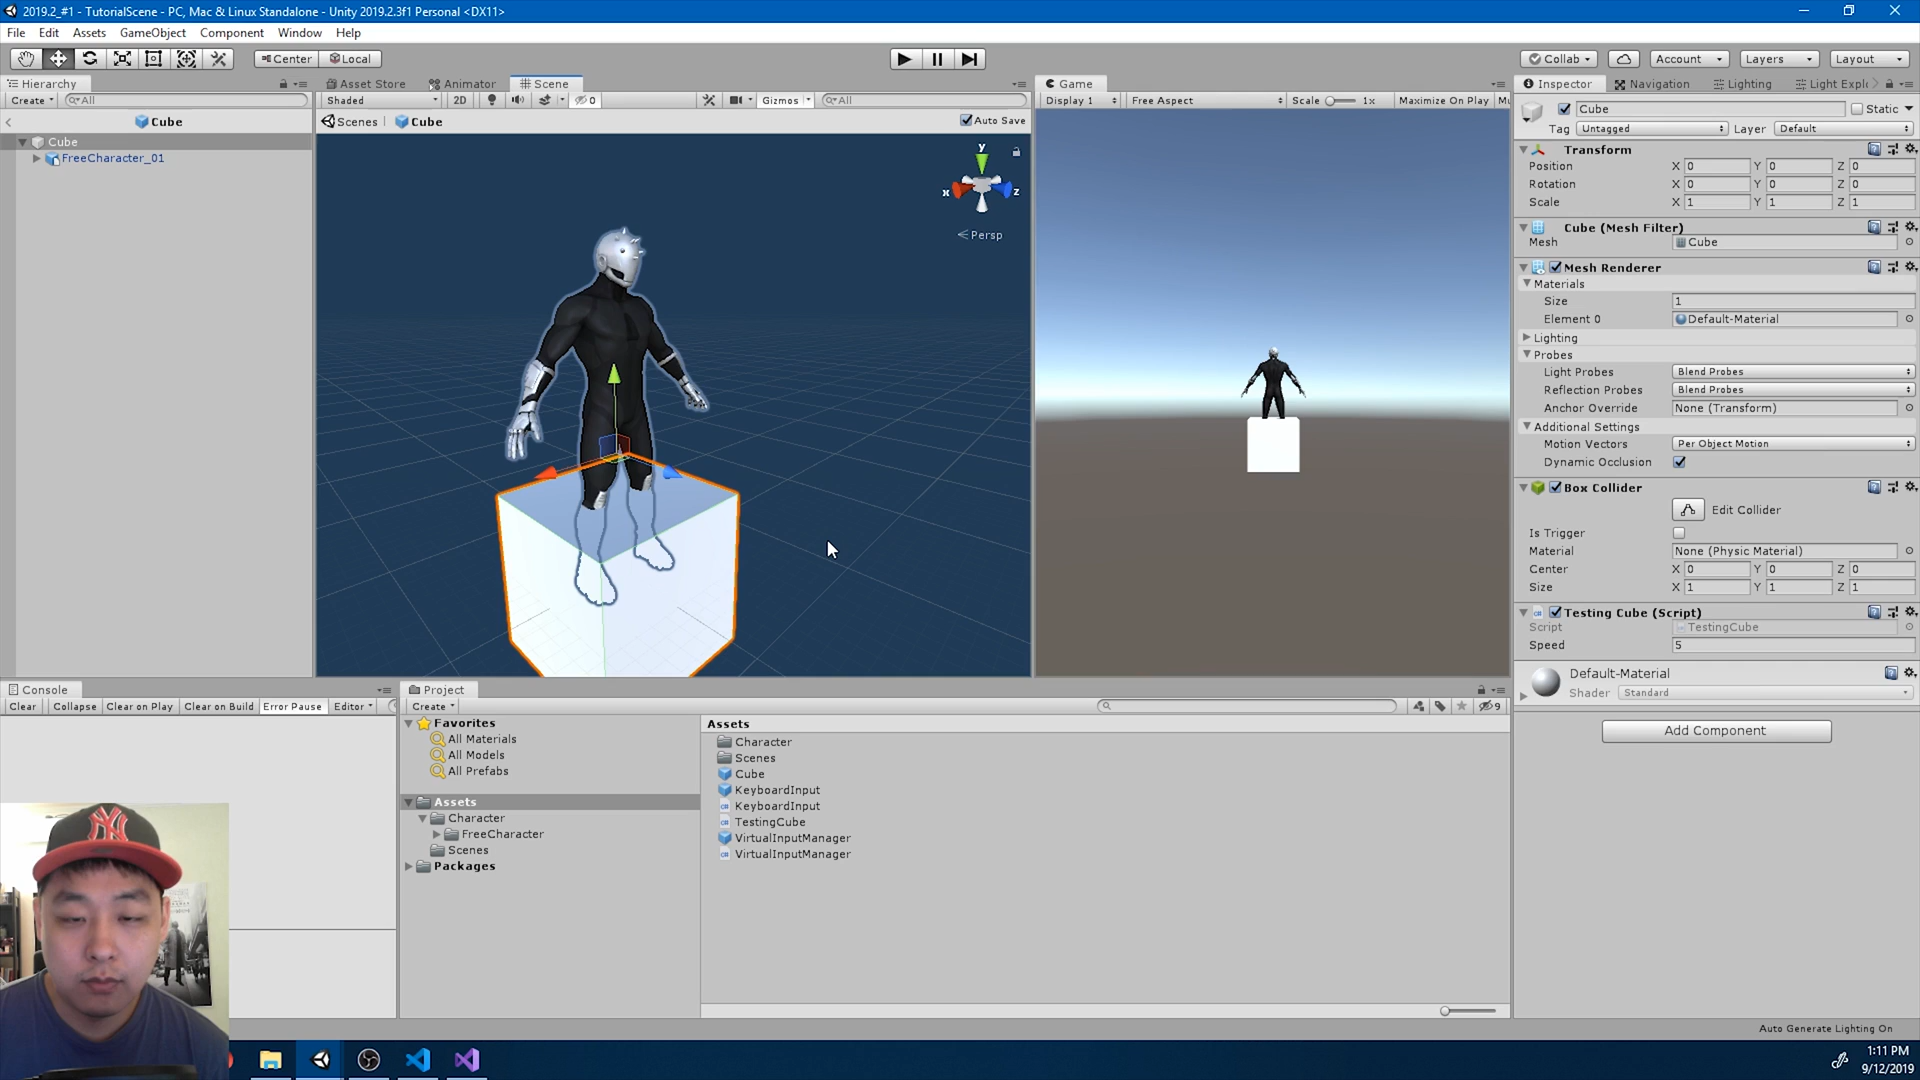 2019.2_#1 - TutorialScene - PC, Mac & Linux Standalone - Unity 2019.2.3f1 Personal <DX11>
File Edit Assets GameObject Component Window Help
Center Local
Collab Account Layers Layout
Hierarchy
Create All
Cube
Cube
FreeCharacter_01
Asset Store Animator Scene
Shaded 2D 0 Gizmos All
Scenes Cube Auto Save
y
x z
Persp
Game
Display 1 Free Aspect Scale 1x Maximize On Play Mu
Inspector Navigation Lighting Light Explo
Cube Static
Tag Untagged Layer Default
Transform
Position X 0 Y 0 Z 0
Rotation X 0 Y 0 Z 0
Scale X 1 Y 1 Z 1
Cube (Mesh Filter)
Mesh Cube
Mesh Renderer
Materials
Size 1
Element 0 Default-Material
Lighting
Probes
Light Probes Blend Probes
Reflection Probes Blend Probes
Anchor Override None (Transform)
Additional Settings
Motion Vectors Per Object Motion
Dynamic Occlusion
Box Collider
Edit Collider
Is Trigger
Material None (Physic Material)
Center X 0 Y 0 Z 0
Size X 1 Y 1 Z 1
Testing Cube (Script)
Script TestingCube
Speed 5
Default-Material
Shader Standard
Add Component
Console
Clear Collapse Clear on Play Clear on Build Error Pause Editor
Project
Create 9
Favorites
All Materials
All Models
All Prefabs
Assets
Character
FreeCharacter
Scenes
Packages
Assets
Character
Scenes
Cube
KeyboardInput
KeyboardInput
TestingCube
VirtualInputManager
VirtualInputManager
Auto Generate Lighting On
1:11 PM
9/12/2019
NY